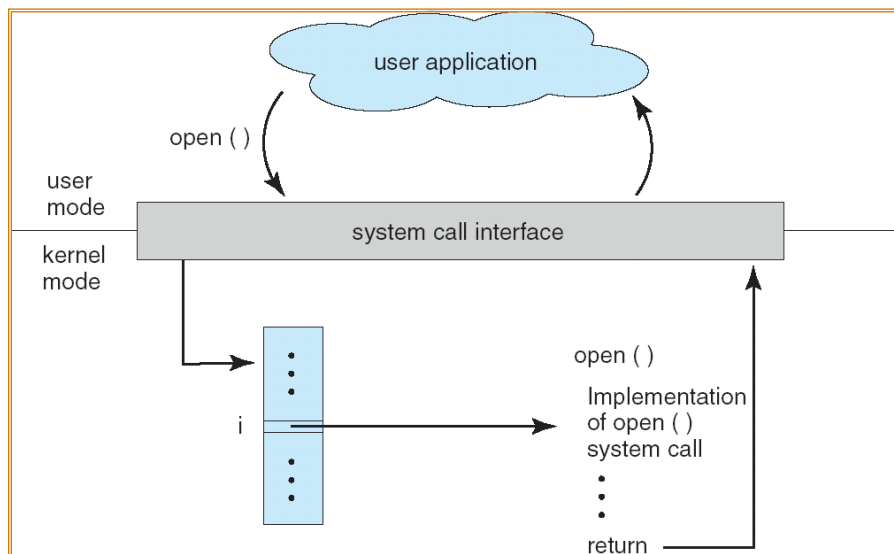 user application
open ( )
user
mode
system call interface
kernel
mode
open ( )
Implementation
of open ( )
system call
i
return